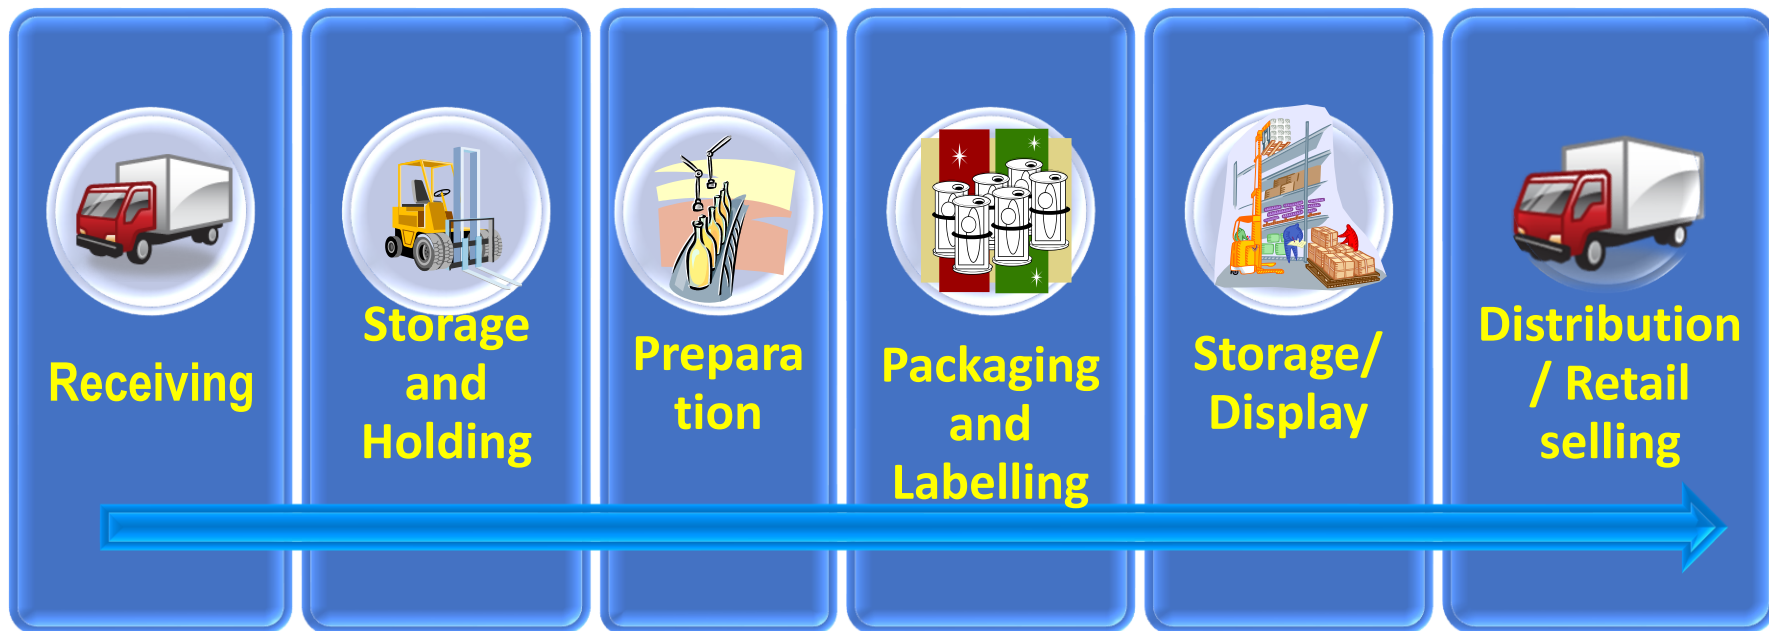 Receiving
Storage
and
Holding
Prepara
tion
Packaging
and
Labelling
Storage/
Display
Distribution
/ Retail
selling